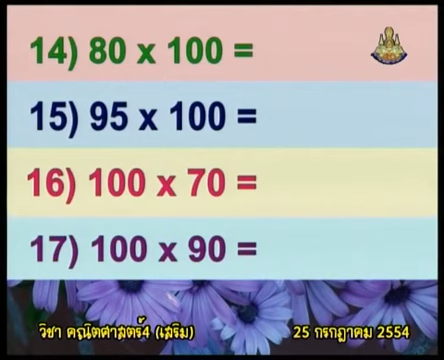 14) 80 x 100 =
15) 95 x 100 =
16) 100 x 70 =
17) 100 x 90 =
วิชา คณิตศาสตร์4 (เสริม) 25 กรกฎาคม 2554